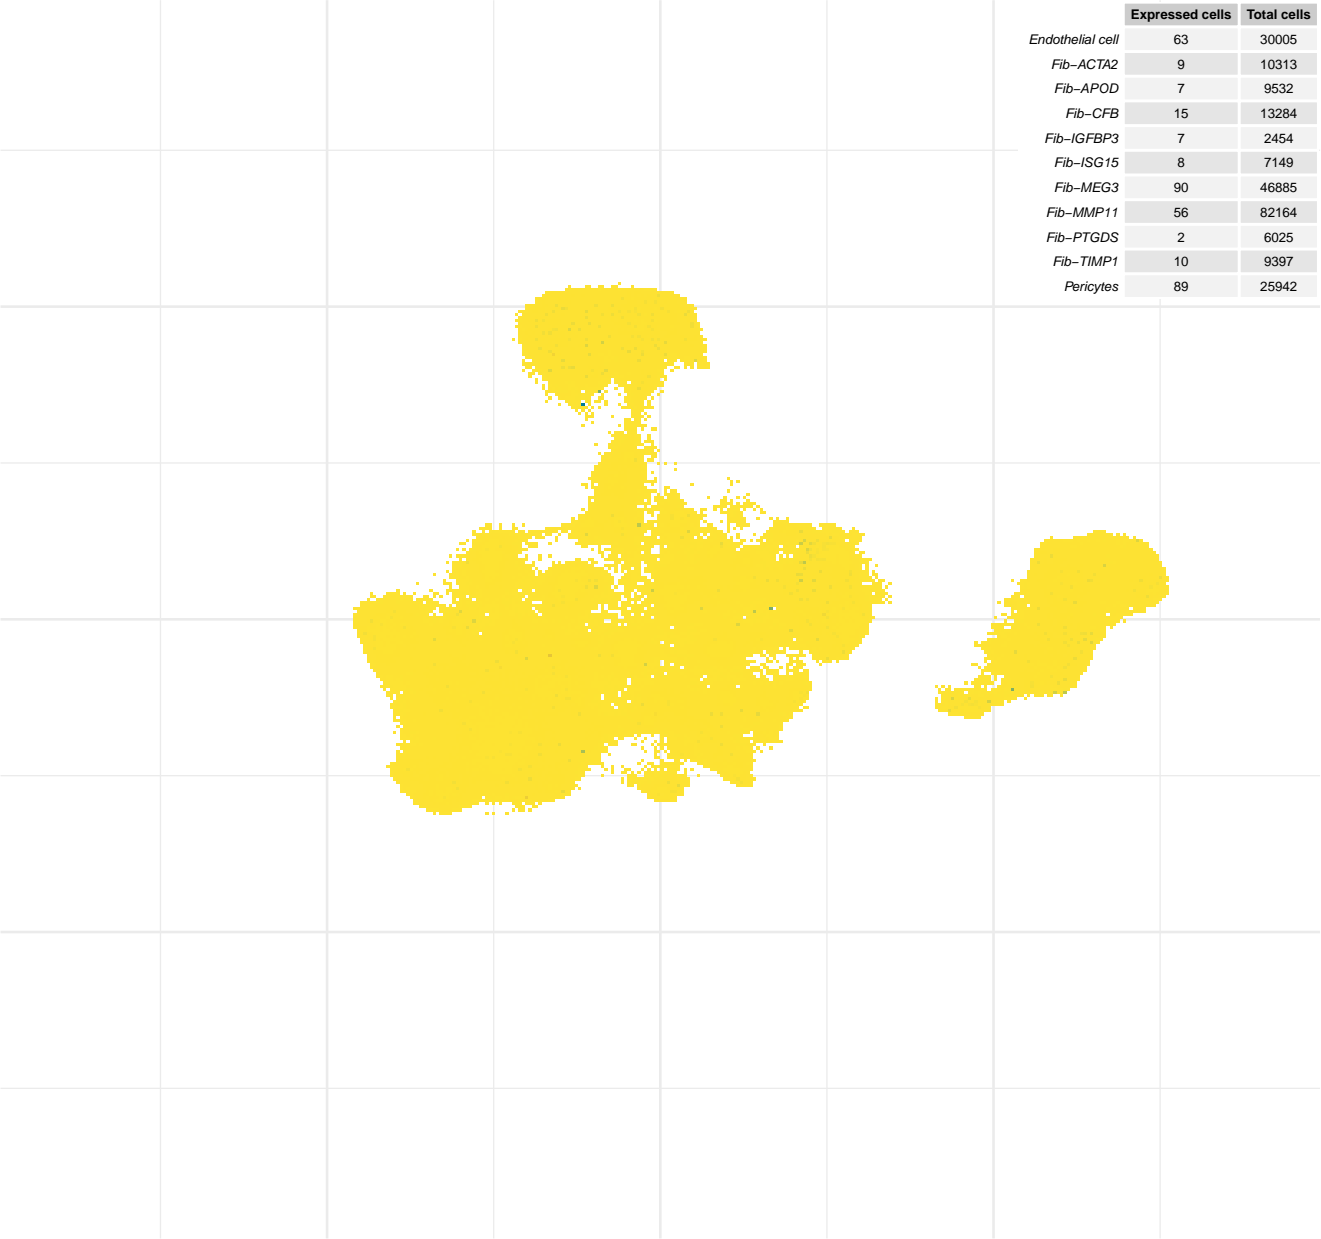 Expressed cells Total cells
Endothelial cell 63 30005
Fib−ACTA2 9 10313
Fib−APOD 7 9532
Fib−CFB 15 13284
Fib−IGFBP3 7 2454
Fib−ISG15 8 7149
Fib−MEG3 90 46885
Fib−MMP11 56 82164
Fib−PTGDS 2 6025
Fib−TIMP1 10 9397
Pericytes 89 25942